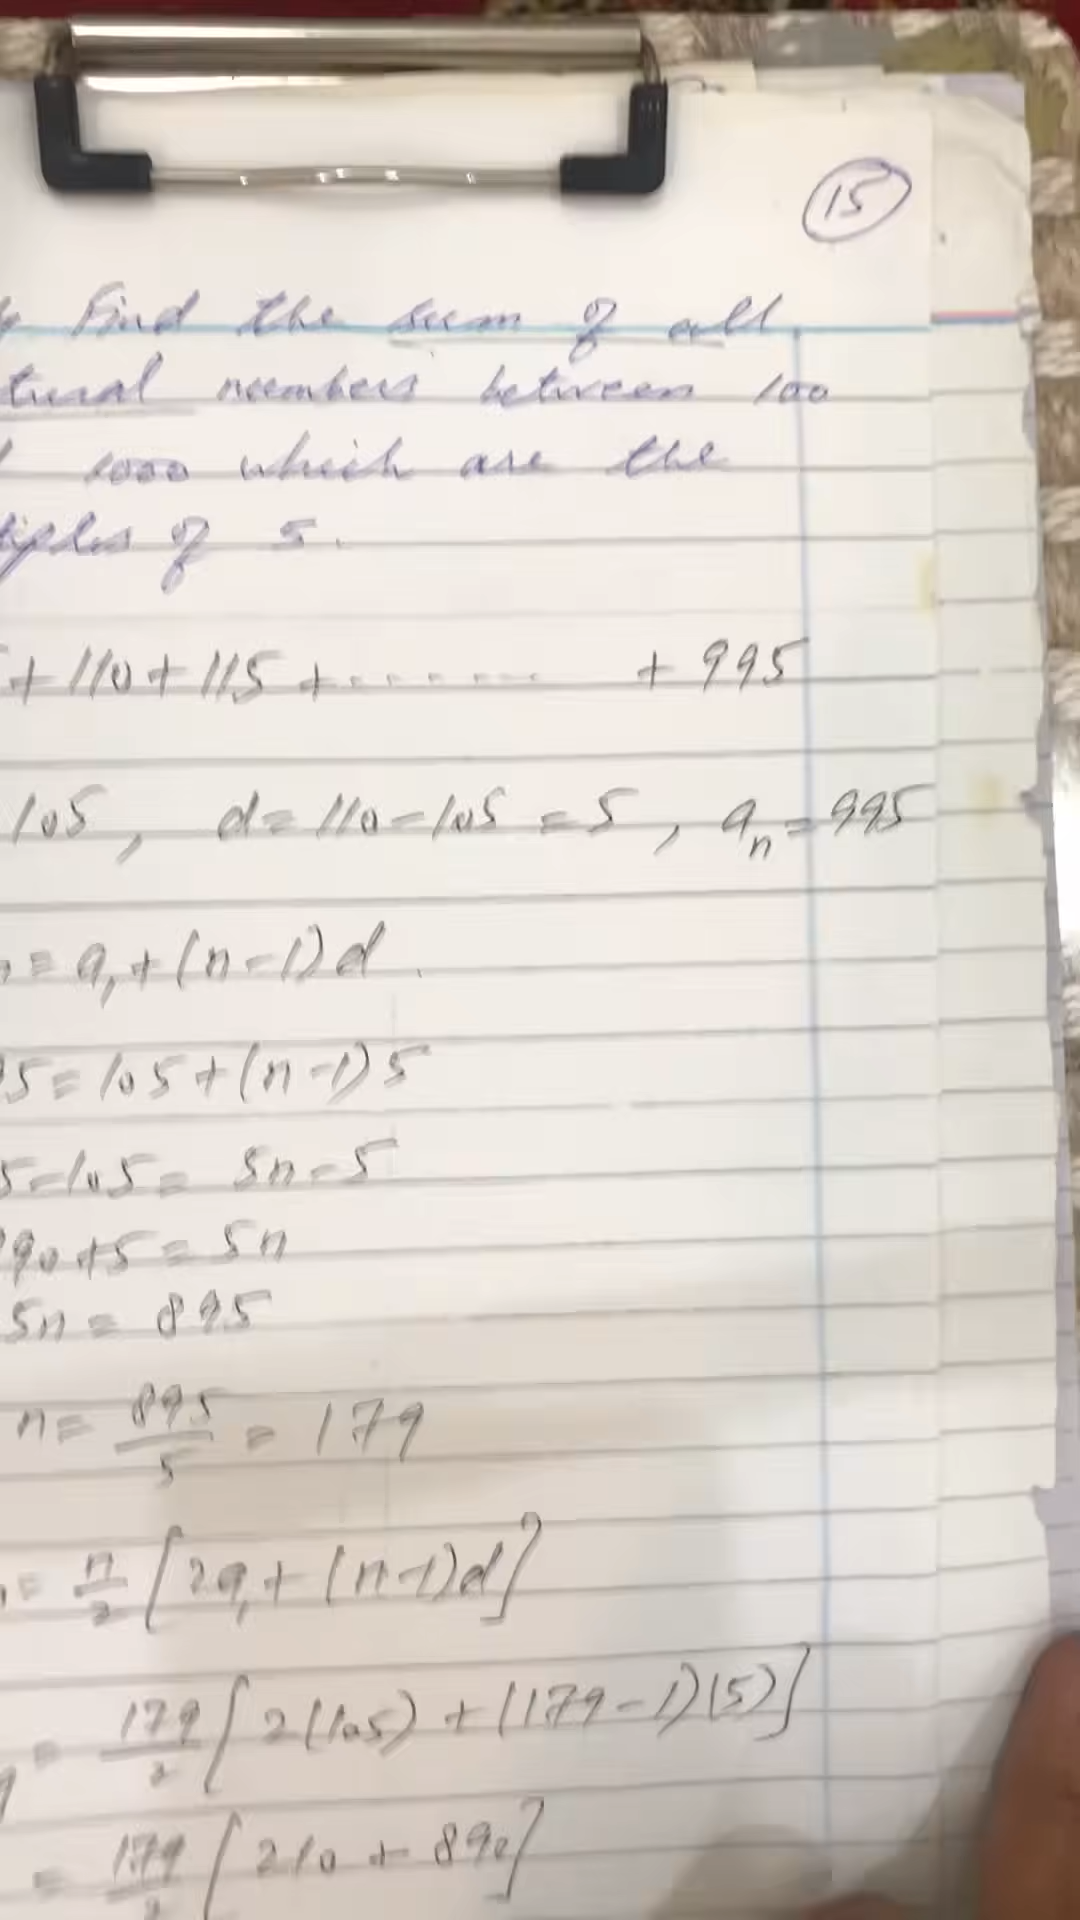 15
Find the sum of all
tural numbers between 100
1000 which are the
tiples of 5.
+ 110 + 115 + ........ + 995
105, d = 110 - 105 = 5, an = 995
= a1 + (n-1)d.
5 = 105 + (n-1)5
5 - 105 = 5n - 5
90 + 5 = 5n
5n = 895
n = 895/5 = 179
= n/2 [2a1 + (n-1)d]
= 179/2 [2(105) + (179-1)(5)]
= 179/2 [210 + 890]